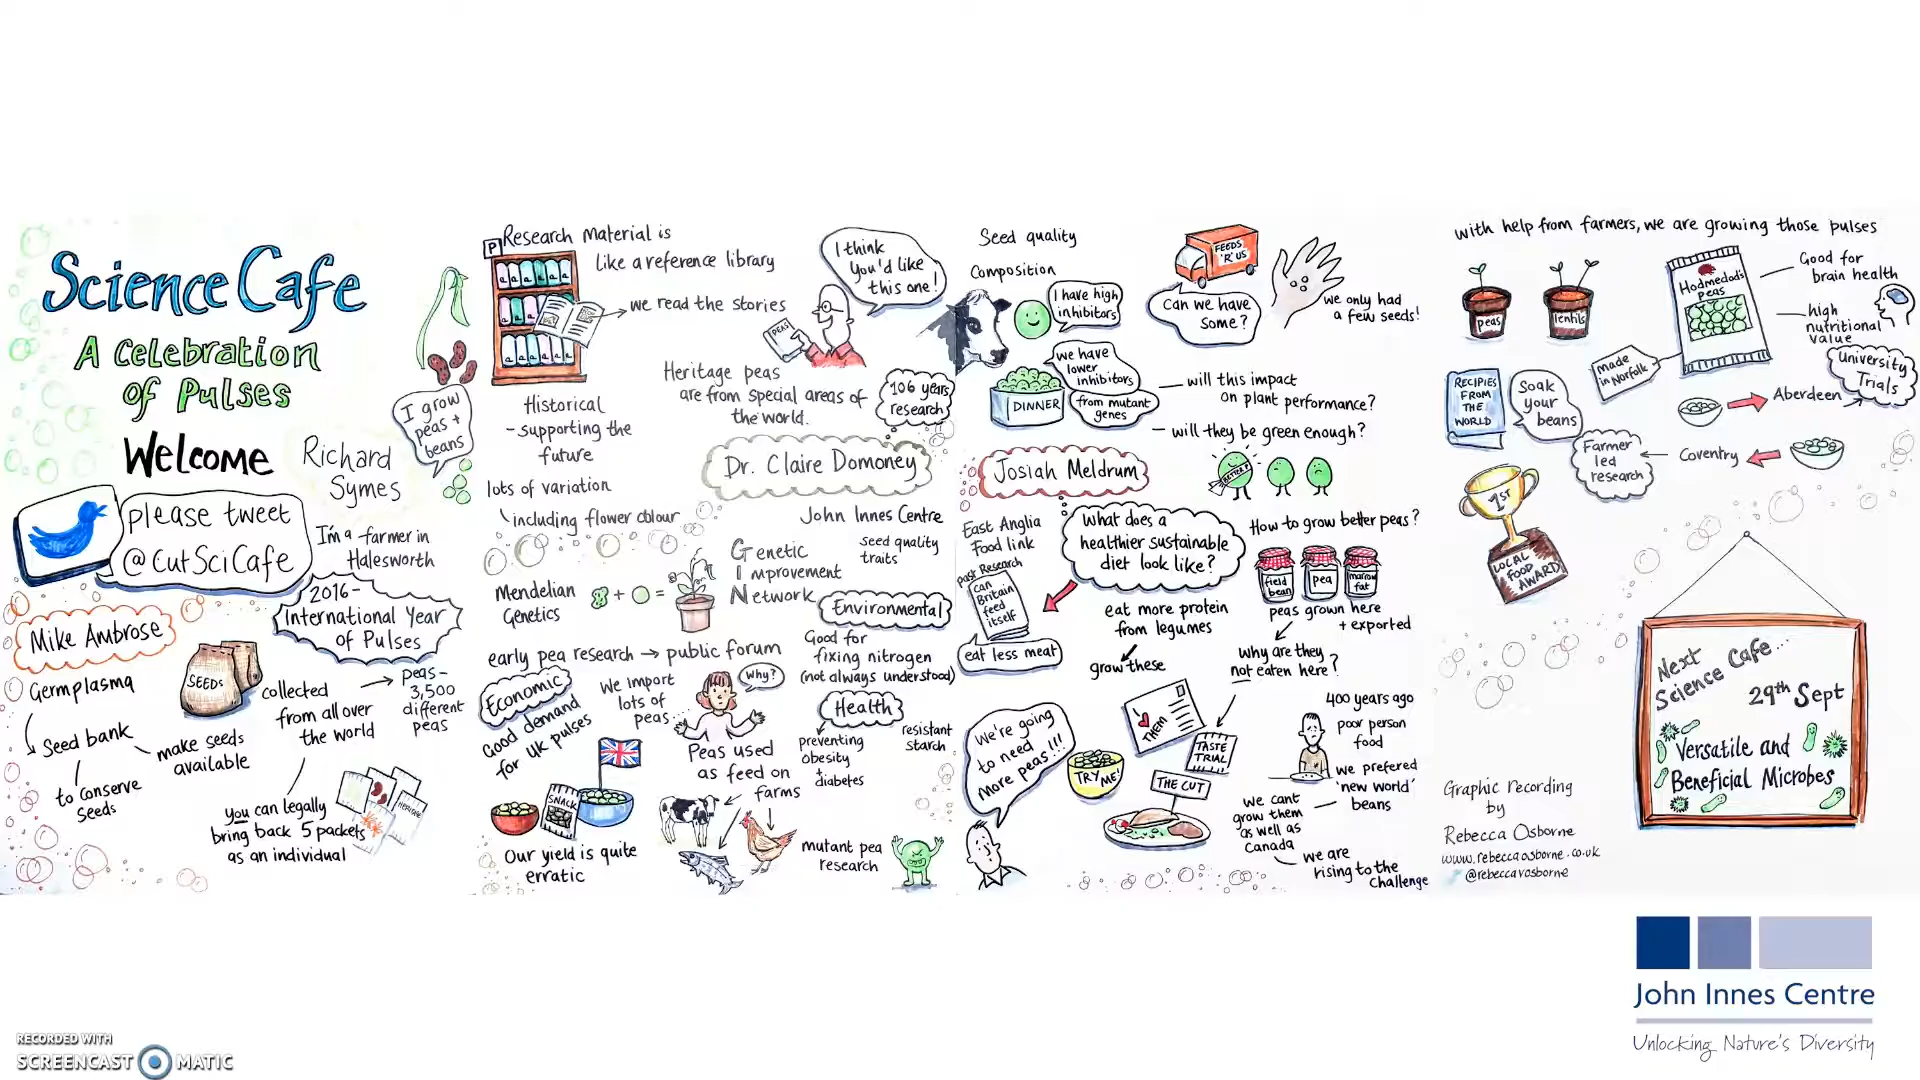 Science Cafe
A Celebration
of Pulses
Welcome
please tweet
@CutSciCafe
Richard
Symes
I grow
peas +
beans
I'm a farmer in
Halesworth
2016-
International Year
of Pulses
Mike Ambrose
Germplasma
Seed bank
to conserve
seeds
make seeds
available
SEEDS
collected
from all over
the world
peas-
3,500
different
peas
you can legally
bring back 5 packets
as an individual
HERITAGE
P
Research Material is
like a reference library
we read the stories
I think
you'd like
this one!
PEAS
Historical
- supporting the
future
Heritage peas
are from special areas of
the world.
106 years
research
Dr. Claire Domoney
John Innes Centre
lots of variation
including flower colour
Genetic
Improvement
Network
seed quality
traits
Mendelian
Genetics
+
=
early pea research → public forum
Economic
Good demand
for UK pulses
SNACK
Our yield is quite
erratic
we import
lots of
peas...
Why?
Peas used
as feed on
farms
Environmental
Good for
fixing nitrogen
(not always understood)
Health
preventing
obesity
+
diabetes
resistant
starch
mutant pea
research
Seed quality
Composition
I have high
inhibitors
we have
lower
inhibitors
from mutant
genes
DINNER
FEEDS
'R' US
Can we have
some?
we only had
a few seeds!
will this impact
on plant performance?
- will they be green enough?
BETTER P
How to grow better peas?
Josiah Meldrum
East Anglia
Food link
Past Research
can
Britain
feed
itself
eat less meat
What does a
healthier sustainable
diet look like?
eat more protein
from legumes
grow these
field
bean
pea
marrow
fat
peas grown here
+ exported
why are they
not eaten here?
THEM
TASTE
TRIAL
We're going
to need
more peas!!!
TRY ME!
THE CUT
400 years ago
poor person
food
we prefered
'new world'
beans
we cant
grow them
as well as
Canada
we are
rising to the
challenge
with help from farmers, we are growing those pulses
peas
lentils
Hodmedod's
peas
made
in Norfolk
Good for
brain health
high
nutritional
value
University
Trials
RECIPIES
FROM
THE
WORLD
Soak
your
beans
Aberdeen
Farmer
led
research
Coventry
1st
LOCAL
FOOD
AWARD
Next
Science Cafe...
29th Sept
Versatile and
Beneficial Microbes
Graphic recording
by
Rebecca Osborne
www.rebeccaosborne.co.uk
@rebeccavosborne
John Innes Centre
Unlocking Nature's Diversity
RECORDED WITH
SCREENCAST MATIC